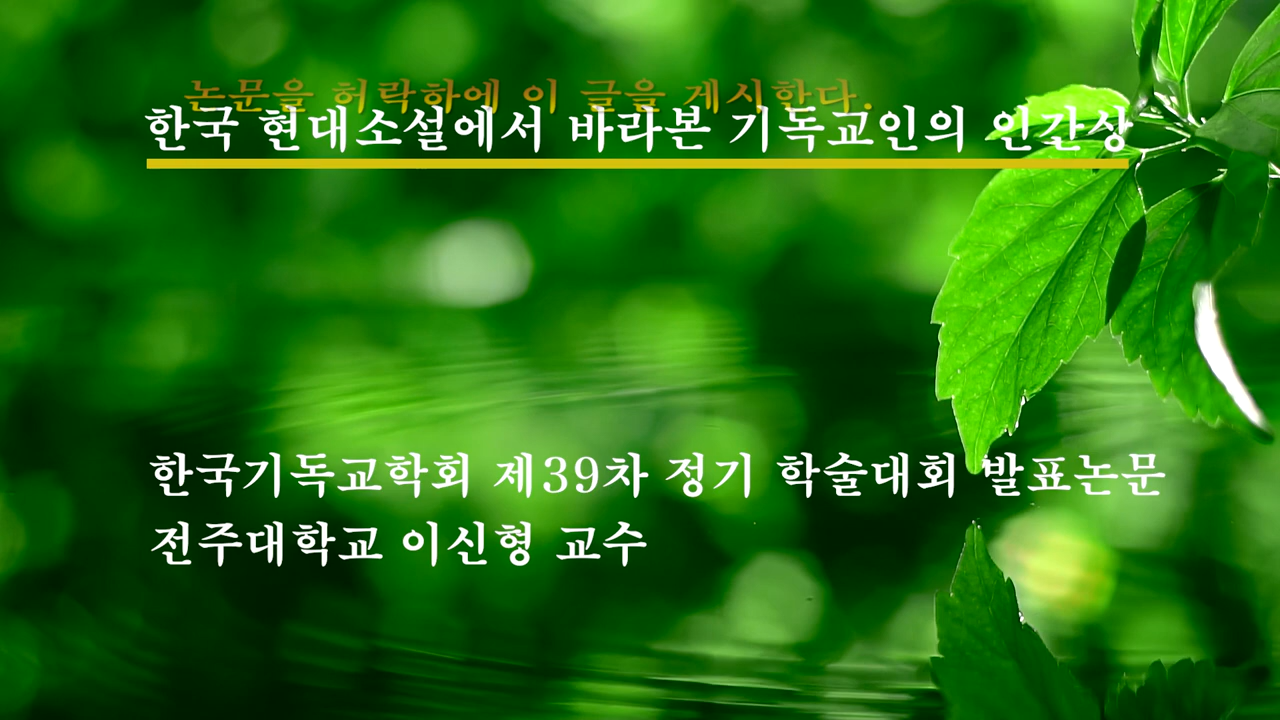 논문을 허락하에 이 글을 게시한다.
한국 현대소설에서 바라본 기독교인의 인간상
한국기독교학회 제39차 정기 학술대회 발표논문
전주대학교 이신형 교수